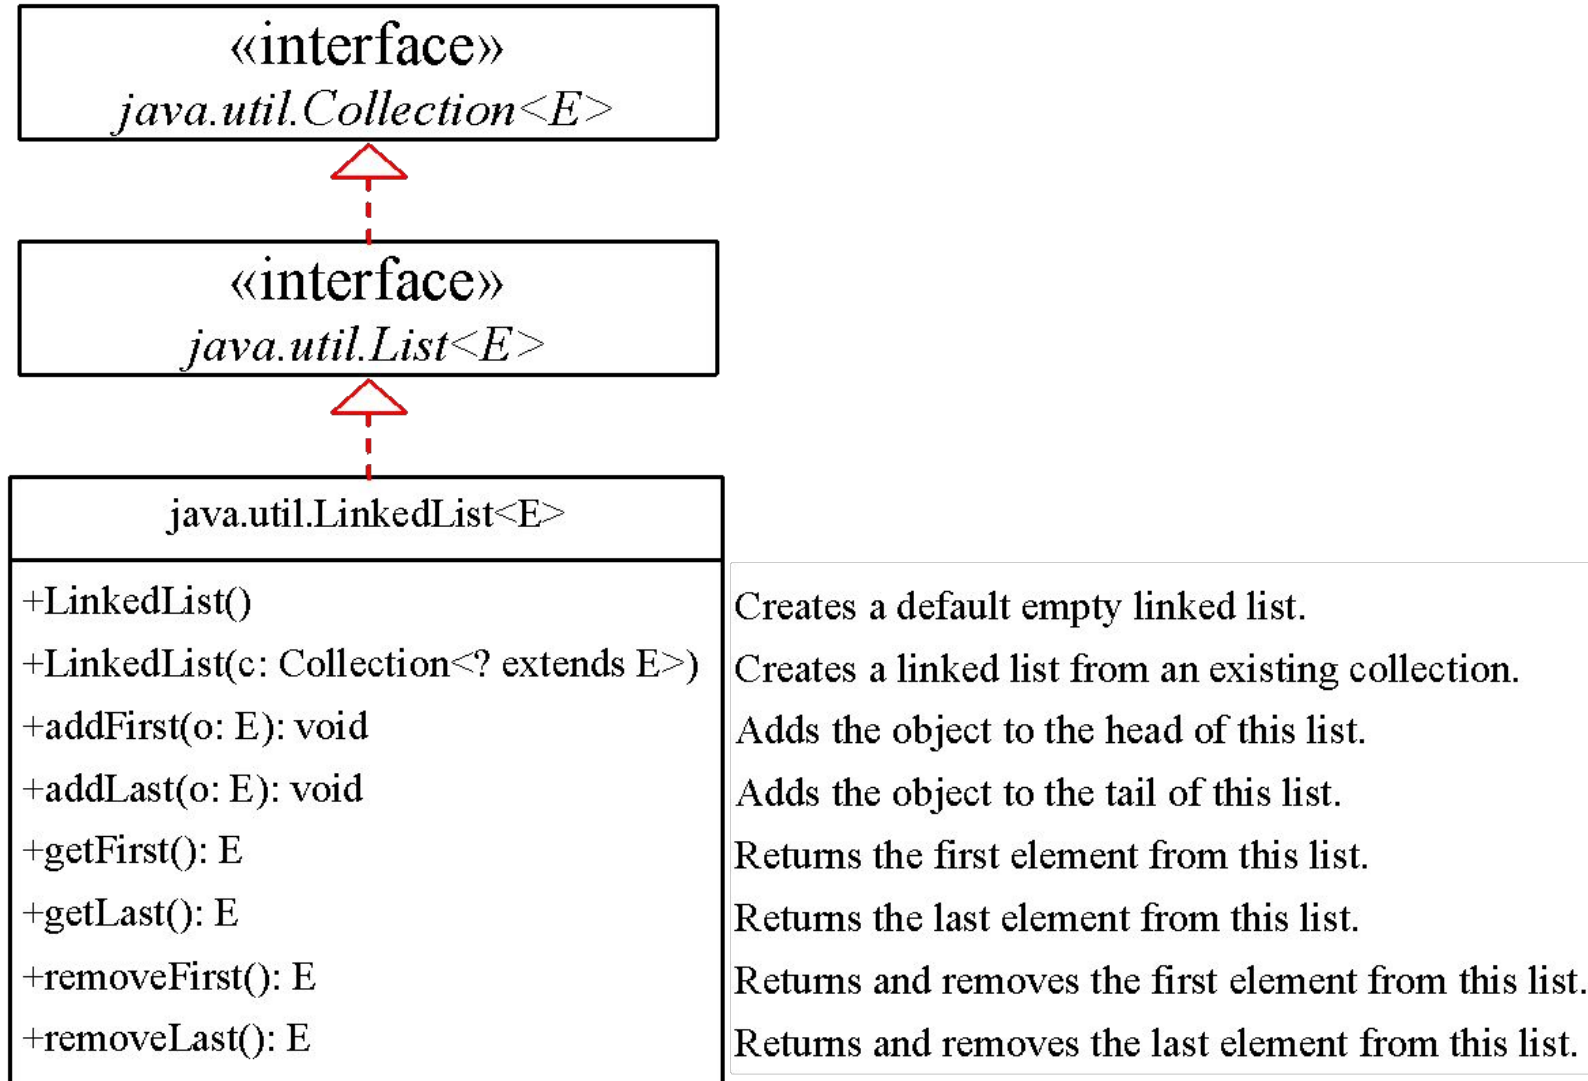 «interface»
java.util.Collection<E>
«interface»
java.util.List<E>
java.util.LinkedList<E>
+LinkedList()
Creates a default empty linked list.
+LinkedList(c: Collection<? extends E>)
Creates a linked list from an existing collection.
+addFirst(o: E): void
Adds the object to the head of this list.
+addLast(o: E): void
Adds the object to the tail of this list.
+getFirst(): E
Returns the first element from this list.
+getLast(): E
Returns the last element from this list.
+removeFirst(): E
Returns and removes the first element from this list.
+removeLast(): E
Returns and removes the last element from this list.